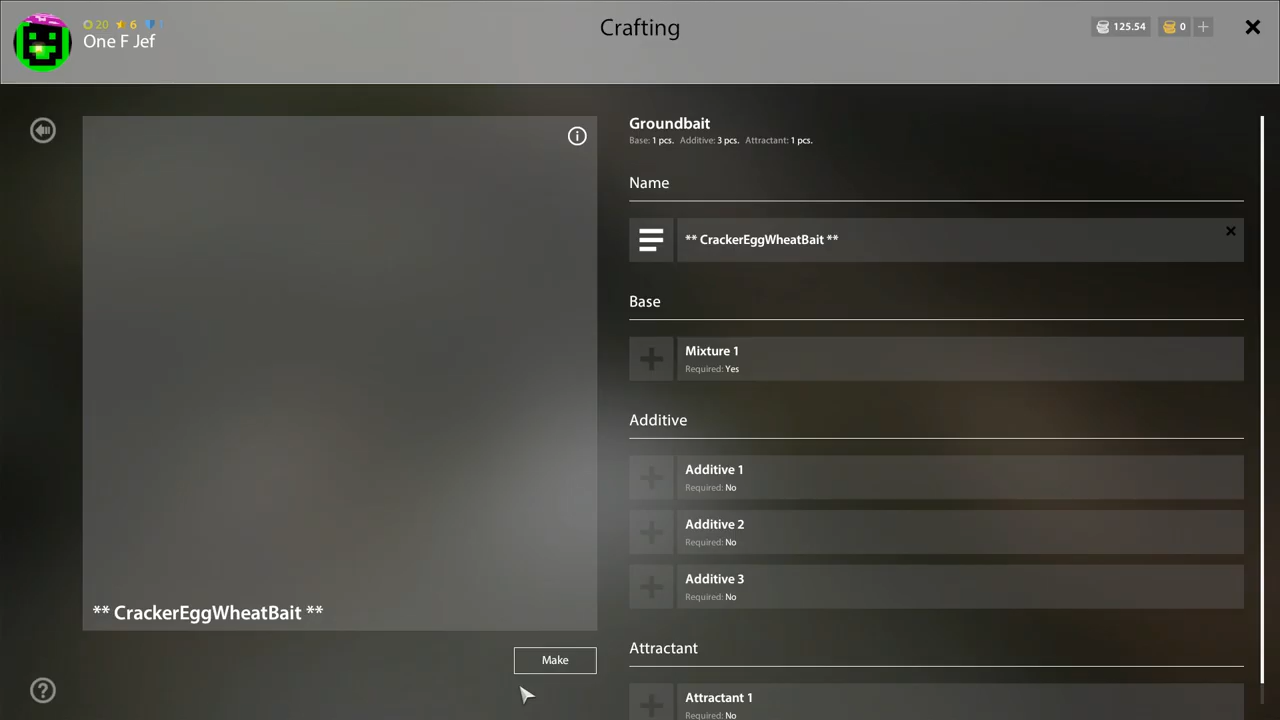 20 6 1
One F Jef
Crafting
125.54
0
Groundbait
Base: 1 pcs. Additive: 3 pcs. Attractant: 1 pcs.
Name
** CrackerEggWheatBait **
Base
Mixture 1
Required: Yes
Additive
Additive 1
Required: No
Additive 2
Required: No
Additive 3
Required: No
Attractant
Attractant 1
Required: No
** CrackerEggWheatBait **
Make